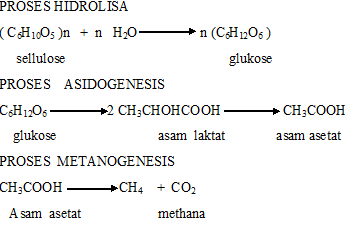 PROSES HIDROLISA
(C₆H₁₀O₅)n + n H₂O → n (C₆H₁₂O₆)
sellulose glukose
PROSES ASIDOGENESIS
C₆H₁₂O₆ → 2 CH₃CHOHCOOH → CH₃COOH
glukose asam laktat asam asetat
PROSES METANOGENESIS
CH₃COOH → CH₄ + CO₂
Asam asetat methana